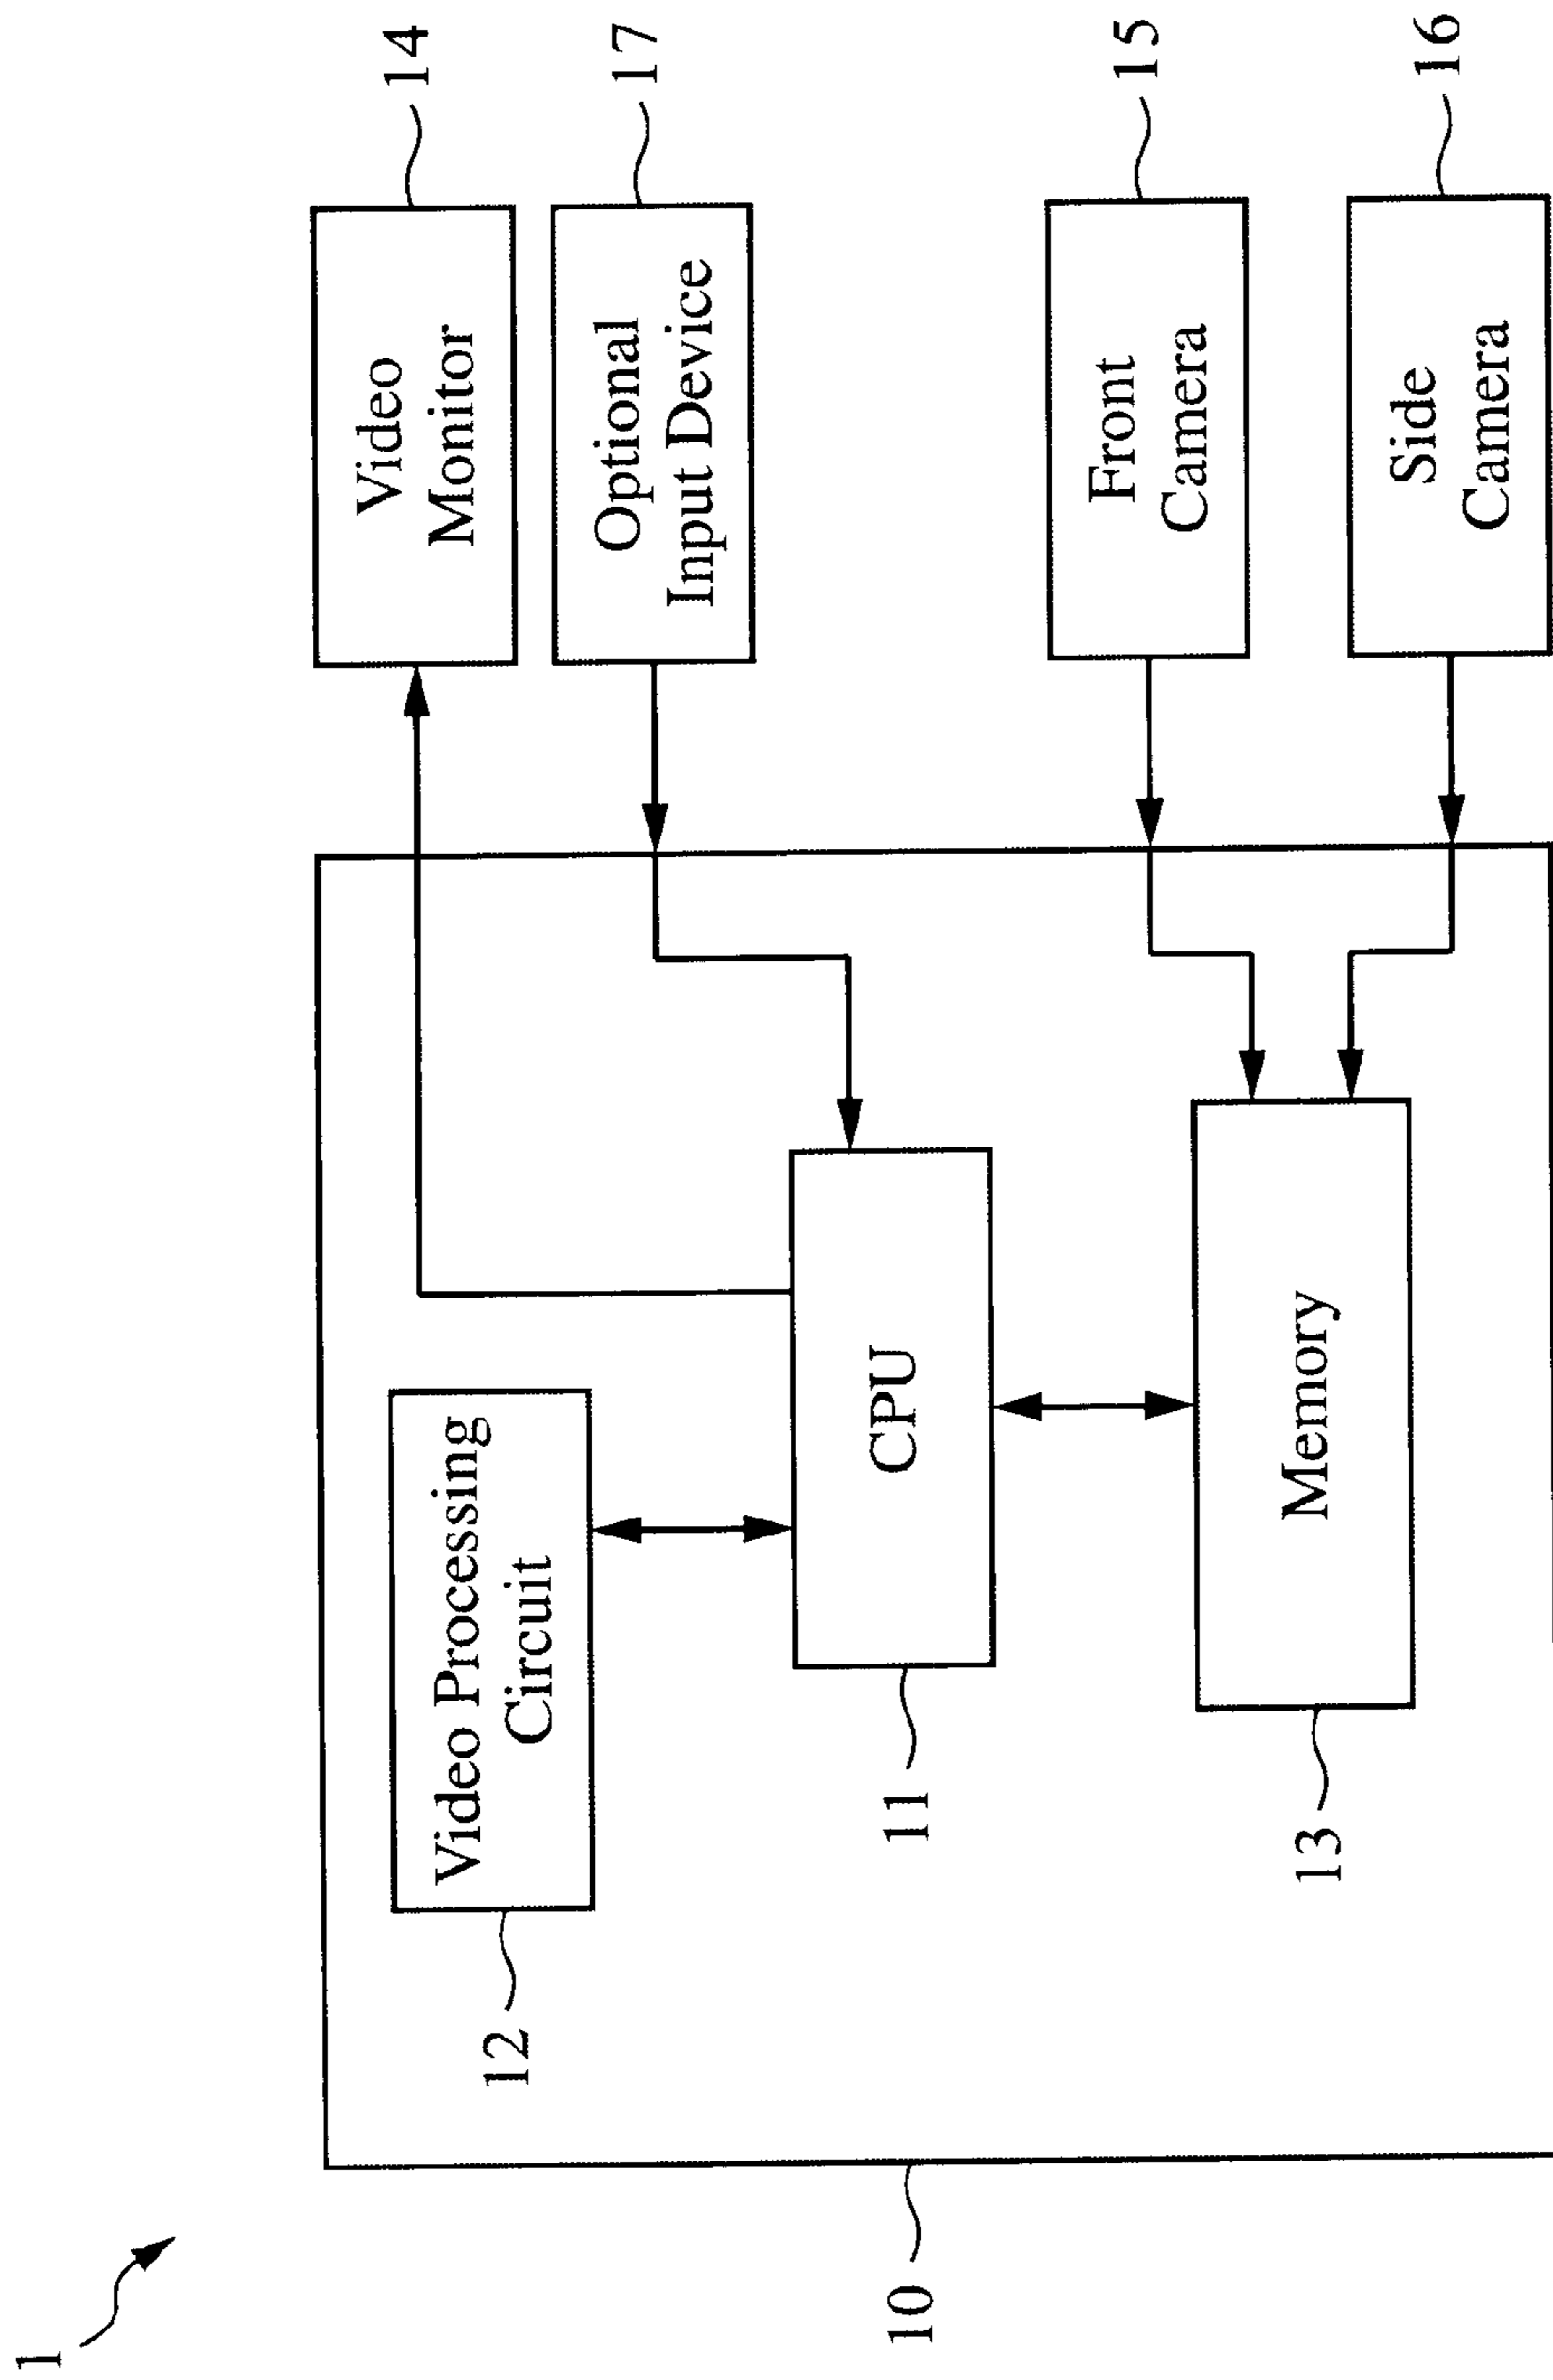 1
10
12
Video Processing
Circuit
11
CPU
13
Memory
Video
Monitor
14
Optional
Input Device
17
Front
Camera
15
Side
Camera
16